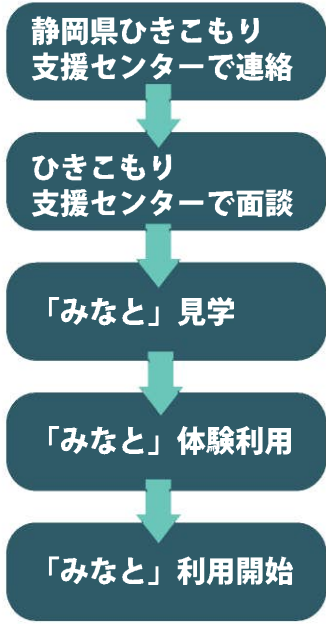 静岡県ひきこもり
支援センターで連絡
ひきこもり
支援センターで面談
「みなと」見学
「みなと」体験利用
「みなと」利用開始